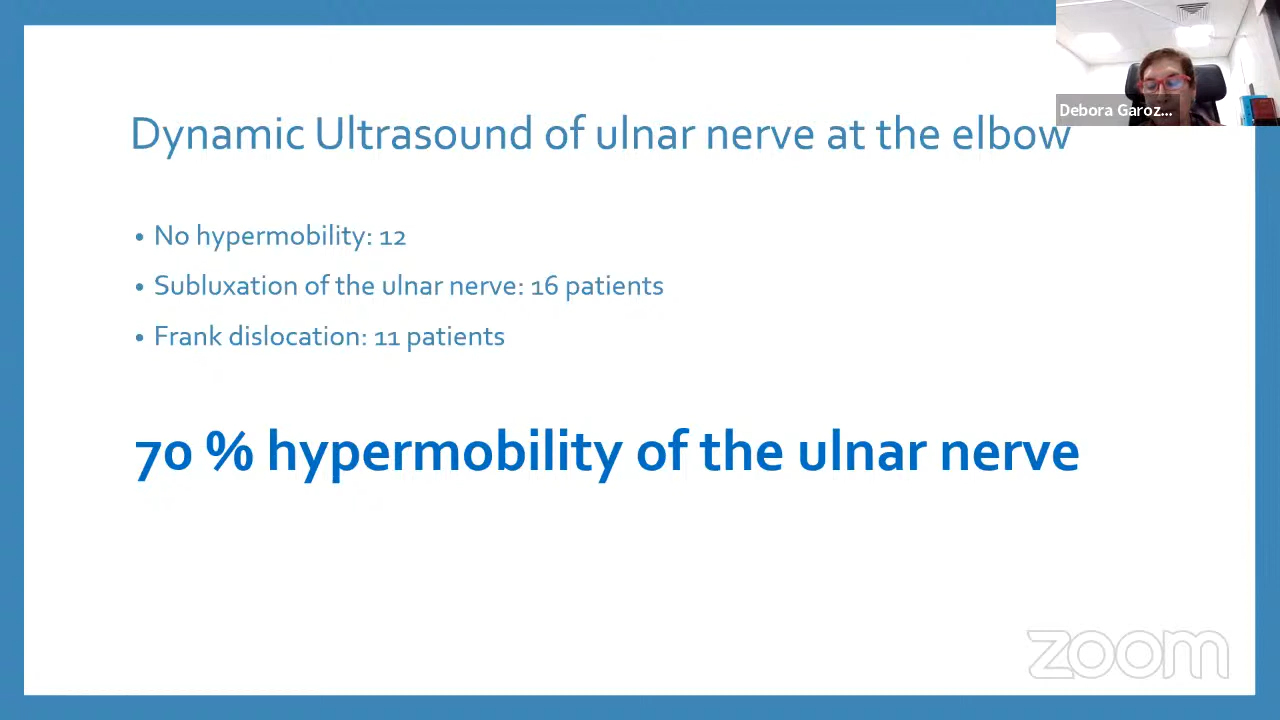 Debora Garoz...
Dynamic Ultrasound of ulnar nerve at the elbow
• No hypermobility: 12
• Subluxation of the ulnar nerve: 16 patients
• Frank dislocation: 11 patients
70 % hypermobility of the ulnar nerve
zoom